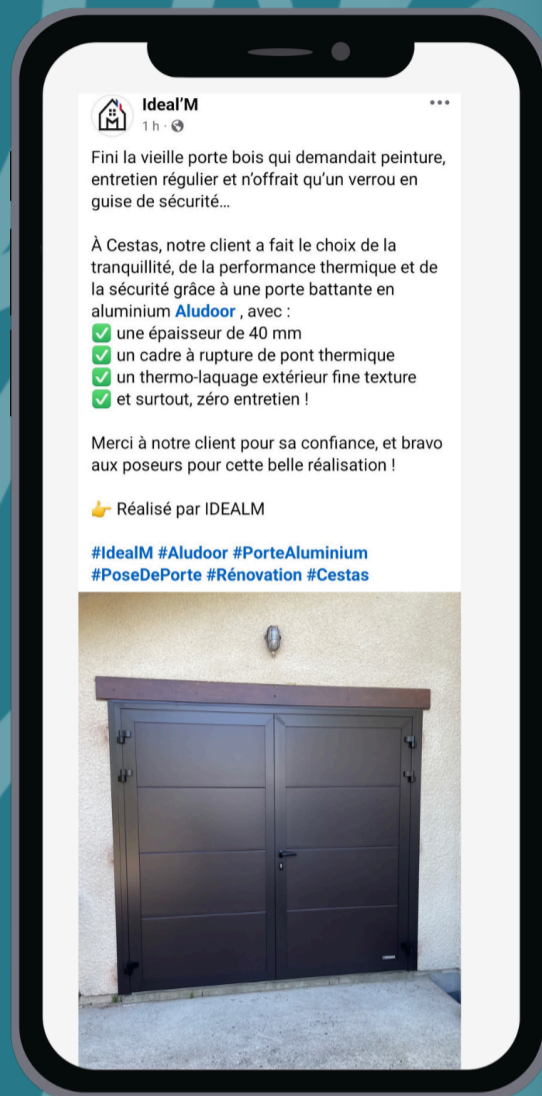 Ideal’M
1 h ·
Fini la vieille porte bois qui demandait peinture,
entretien régulier et n’offrait qu’un verrou en
guise de sécurité...
À Cestas, notre client a fait le choix de la
tranquillité, de la performance thermique et de
la sécurité grâce à une porte battante en
aluminium Aludoor , avec :
✅ une épaisseur de 40 mm
✅ un cadre à rupture de pont thermique
✅ un thermo-laquage extérieur fine texture
✅ et surtout, zéro entretien !
Merci à notre client pour sa confiance, et bravo
aux poseurs pour cette belle réalisation !
👉 Réalisé par IDEALM
#IdealM #Aludoor #PorteAluminium
#PoseDePorte #Rénovation #Cestas